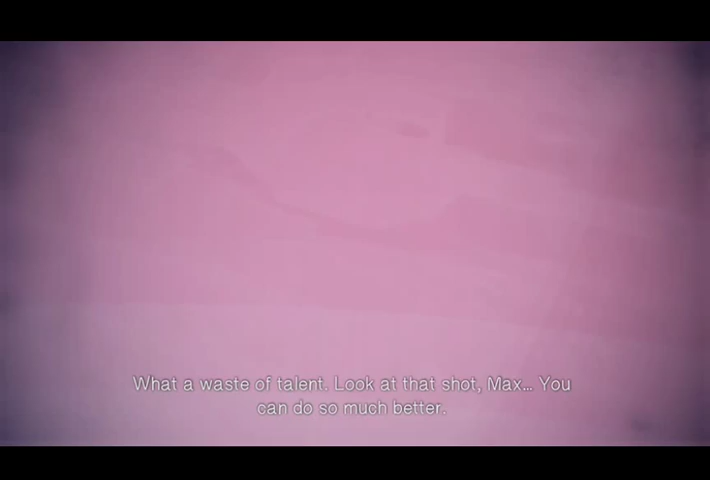 What a waste of talent. Look at that shot, Max... You
can do so much better.